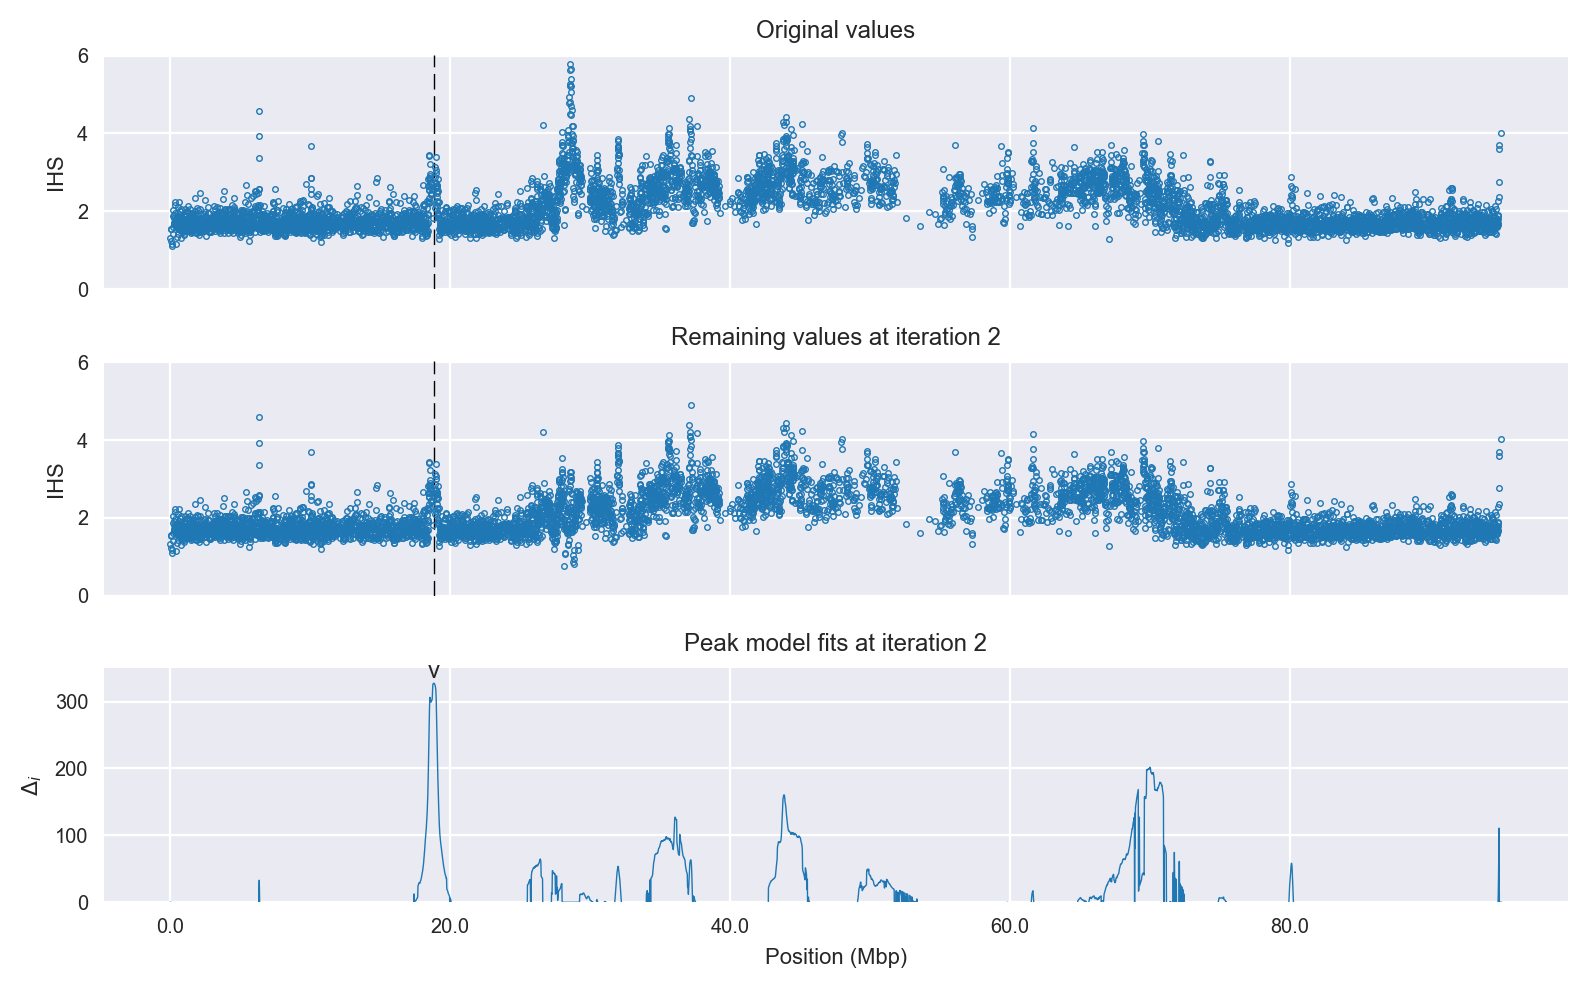 Original values
6
4
2
0
IHS
Remaining values at iteration 2
6
4
2
0
IHS
Peak model fits at iteration 2
v
300
200
100
0
Δi
0.0 20.0 40.0 60.0 80.0
Position (Mbp)